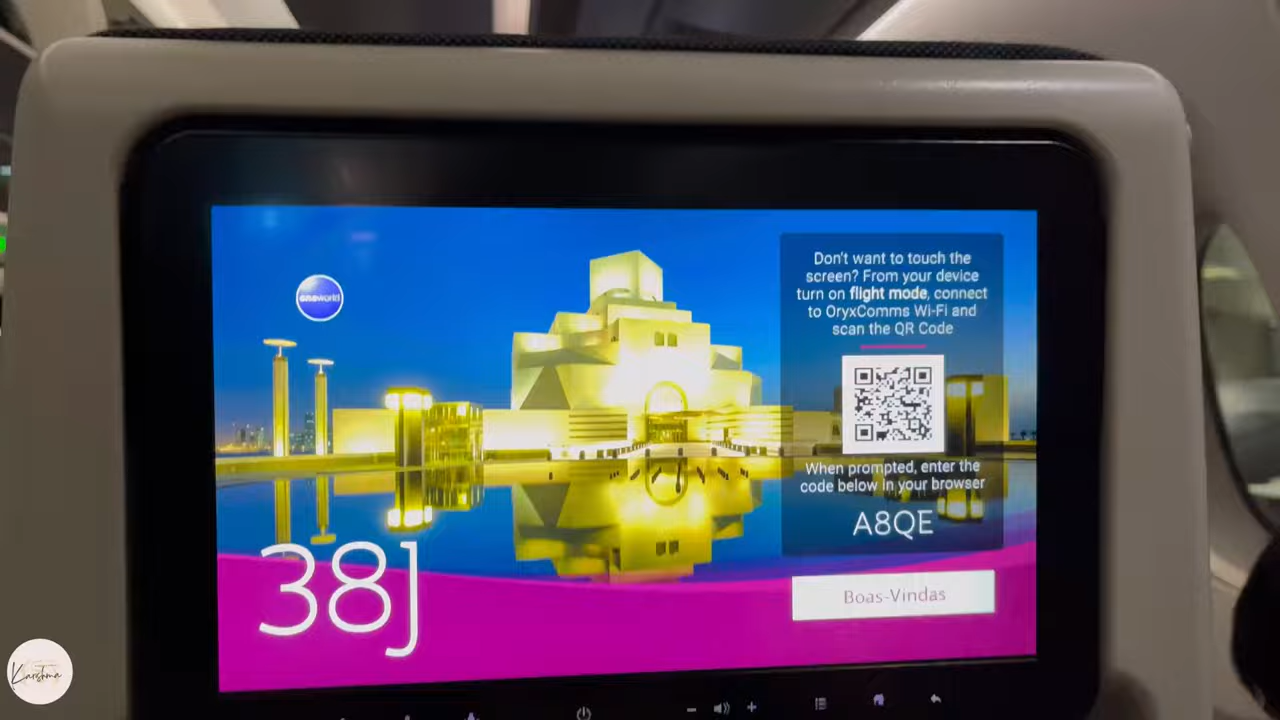 oneworld
Don't want to touch the
screen? From your device
turn on flight mode, connect
to OryxComms Wi-Fi and
scan the QR Code
When prompted, enter the
code below in your browser
A8QE
38J
Boas-Vindas
Karishma